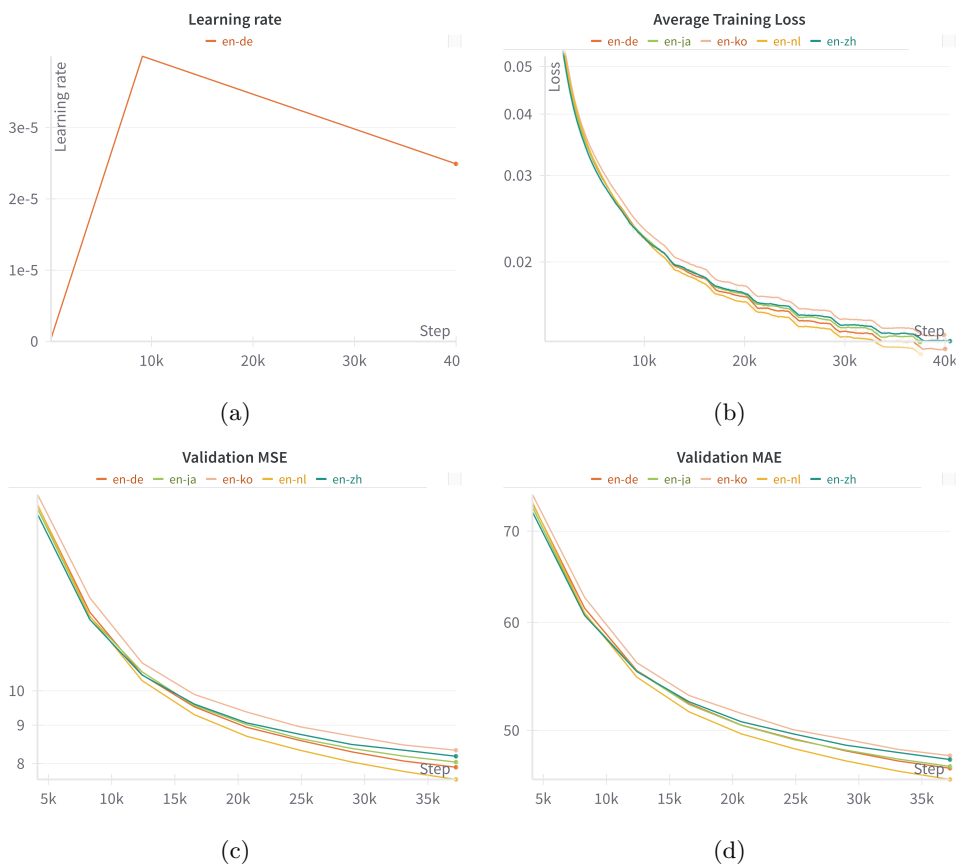 Learning rate
en-de
Learning rate
3e-5
2e-5
1e-5
0
Step
10k
20k
30k
40
(a)
Average Training Loss
en-de en-ja en-ko en-nl en-zh
Loss
0.05
0.04
0.03
0.02
Step
10k
20k
30k
40k
(b)
Validation MSE
en-de en-ja en-ko en-nl en-zh
10
9
8
Step
5k
10k
15k
20k
25k
30k
35k
(c)
Validation MAE
en-de en-ja en-ko en-nl en-zh
70
60
50
Step
5k
10k
15k
20k
25k
30k
35k
(d)